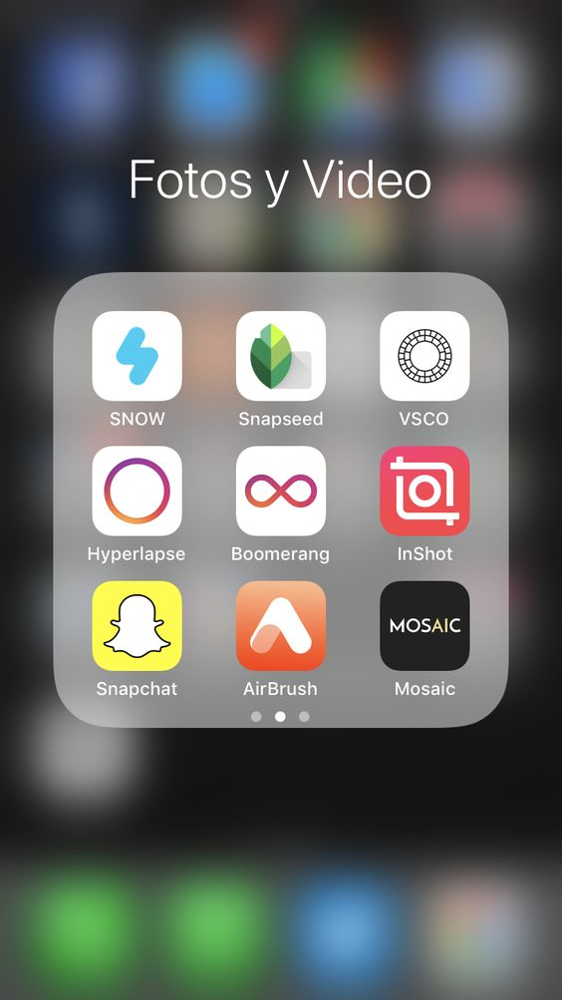 Fotos y Video
SNOW Snapseed VSCO
Hyperlapse Boomerang InShot
MOSAIC
Snapchat AirBrush Mosaic